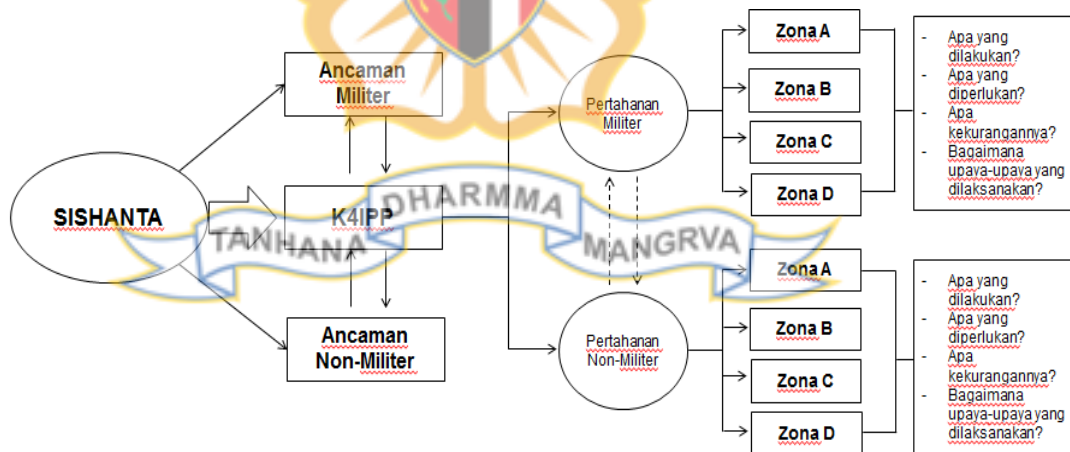 SISHANTA
Ancaman
Militer
K4IPP
Ancaman
Non-Militer
Pertahanan
Militer
Zona A
Zona B
Zona C
Zona D
- Apa yang
dilakukan?
- Apa yang
diperlukan?
- Apa
kekurangannya?
- Bagaimana
upaya-upaya yang
dilaksanakan?
TANHANA DHARMMA MANGRVA
Pertahanan
Non-Militer
Zona A
Zona B
Zona C
Zona D
- Apa yang
dilakukan?
- Apa yang
diperlukan?
- Apa
kekurangannya?
- Bagaimana
upaya-upaya yang
dilaksanakan?